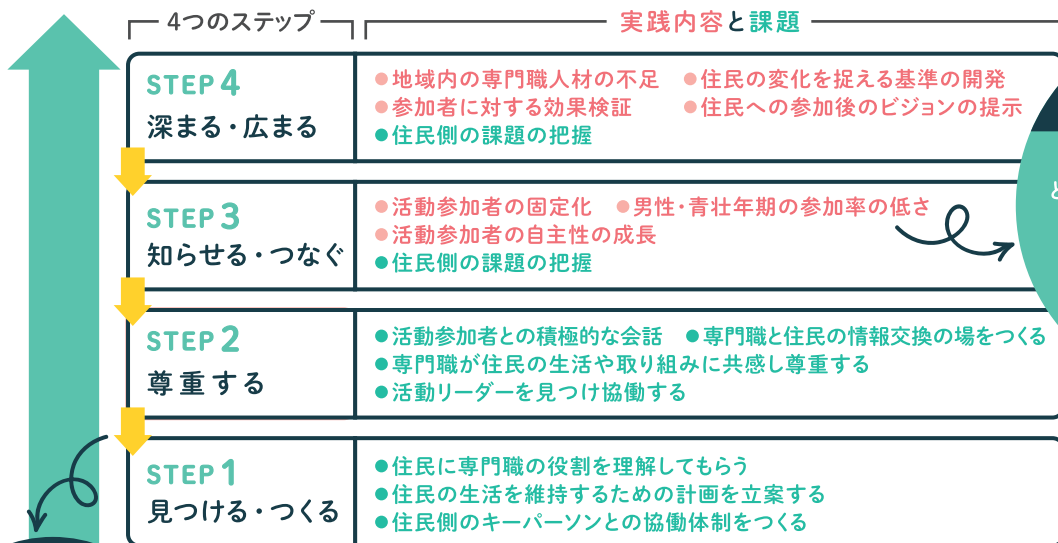 4つのステップ
実践内容と課題
STEP 4
深まる・広まる
●地域内の専門職人材の不足 ●住民の変化を捉える基準の開発
●参加者に対する効果検証 ●住民への参加後のビジョンの提示
●住民側の課題の把握
STEP 3
知らせる・つなぐ
●活動参加者の固定化 ●男性・青壮年期の参加率の低さ
●活動参加者の自主性の成長
●住民側の課題の把握
STEP 2
尊重する
●活動参加者との積極的な会話 ●専門職と住民の情報交換の場をつくる
●専門職が住民の生活や取り組みに共感し尊重する
●活動リーダーを見つけ協働する
STEP 1
見つける・つくる
●住民に専門職の役割を理解してもらう
●住民の生活を維持するための計画を立案する
●住民側のキーパーソンとの協働体制をつくる